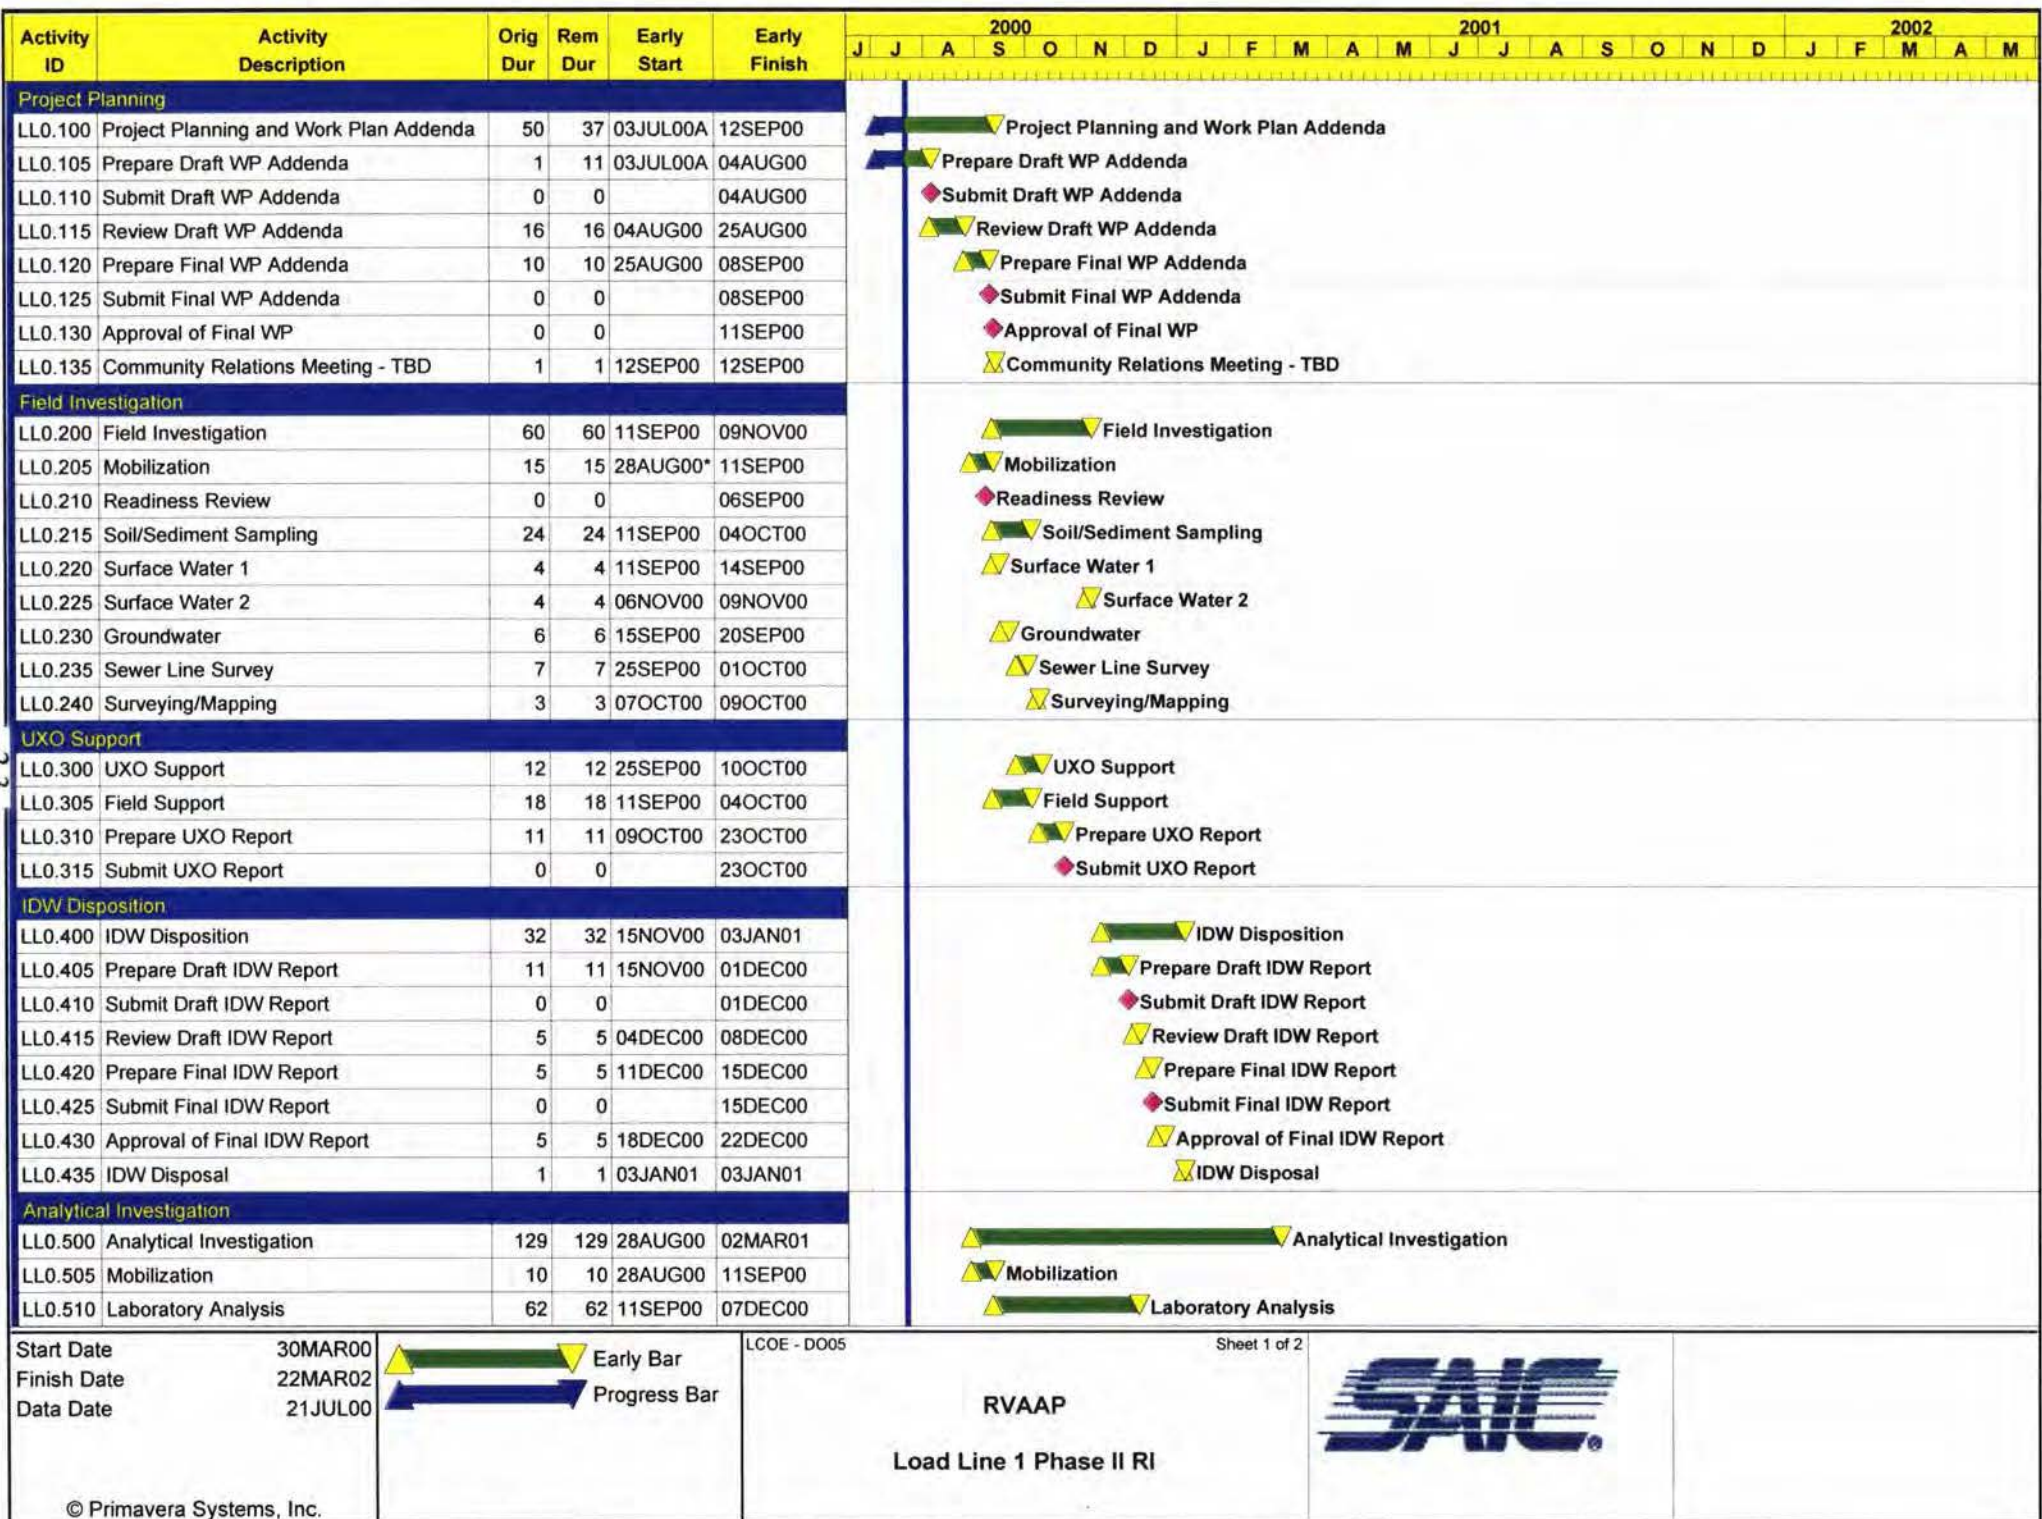 Activity ID Activity Description Orig Dur Rem Dur Early Start Early Finish
2000 2001 2002
J J A S O N D J F M A M J J A S O N D J F M A M
Project Planning
LL0.100 Project Planning and Work Plan Addenda 50 37 03JUL00A 12SEP00 Project Planning and Work Plan Addenda
LL0.105 Prepare Draft WP Addenda 1 11 03JUL00A 04AUG00 Prepare Draft WP Addenda
LL0.110 Submit Draft WP Addenda 0 0 04AUG00 Submit Draft WP Addenda
LL0.115 Review Draft WP Addenda 16 16 04AUG00 25AUG00 Review Draft WP Addenda
LL0.120 Prepare Final WP Addenda 10 10 25AUG00 08SEP00 Prepare Final WP Addenda
LL0.125 Submit Final WP Addenda 0 0 08SEP00 Submit Final WP Addenda
LL0.130 Approval of Final WP 0 0 11SEP00 Approval of Final WP
LL0.135 Community Relations Meeting - TBD 1 1 12SEP00 12SEP00 Community Relations Meeting - TBD
Field Investigation
LL0.200 Field Investigation 60 60 11SEP00 09NOV00 Field Investigation
LL0.205 Mobilization 15 15 28AUG00* 11SEP00 Mobilization
LL0.210 Readiness Review 0 0 06SEP00 Readiness Review
LL0.215 Soil/Sediment Sampling 24 24 11SEP00 04OCT00 Soil/Sediment Sampling
LL0.220 Surface Water 1 4 4 11SEP00 14SEP00 Surface Water 1
LL0.225 Surface Water 2 4 4 06NOV00 09NOV00 Surface Water 2
LL0.230 Groundwater 6 6 15SEP00 20SEP00 Groundwater
LL0.235 Sewer Line Survey 7 7 25SEP00 01OCT00 Sewer Line Survey
LL0.240 Surveying/Mapping 3 3 07OCT00 09OCT00 Surveying/Mapping
UXO Support
LL0.300 UXO Support 12 12 25SEP00 10OCT00 UXO Support
LL0.305 Field Support 18 18 11SEP00 04OCT00 Field Support
LL0.310 Prepare UXO Report 11 11 09OCT00 23OCT00 Prepare UXO Report
LL0.315 Submit UXO Report 0 0 23OCT00 Submit UXO Report
IDW Disposition
LL0.400 IDW Disposition 32 32 15NOV00 03JAN01 IDW Disposition
LL0.405 Prepare Draft IDW Report 11 11 15NOV00 01DEC00 Prepare Draft IDW Report
LL0.410 Submit Draft IDW Report 0 0 01DEC00 Submit Draft IDW Report
LL0.415 Review Draft IDW Report 5 5 04DEC00 08DEC00 Review Draft IDW Report
LL0.420 Prepare Final IDW Report 5 5 11DEC00 15DEC00 Prepare Final IDW Report
LL0.425 Submit Final IDW Report 0 0 15DEC00 Submit Final IDW Report
LL0.430 Approval of Final IDW Report 5 5 18DEC00 22DEC00 Approval of Final IDW Report
LL0.435 IDW Disposal 1 1 03JAN01 03JAN01 IDW Disposal
Analytical Investigation
LL0.500 Analytical Investigation 129 129 28AUG00 02MAR01 Analytical Investigation
LL0.505 Mobilization 10 10 28AUG00 11SEP00 Mobilization
LL0.510 Laboratory Analysis 62 62 11SEP00 07DEC00 Laboratory Analysis
Start Date 30MAR00
Finish Date 22MAR02
Data Date 21JUL00
© Primavera Systems, Inc.
Early Bar
Progress Bar
LCOE - DO05
Sheet 1 of 2
RVAAP
Load Line 1 Phase II RI
SAIC